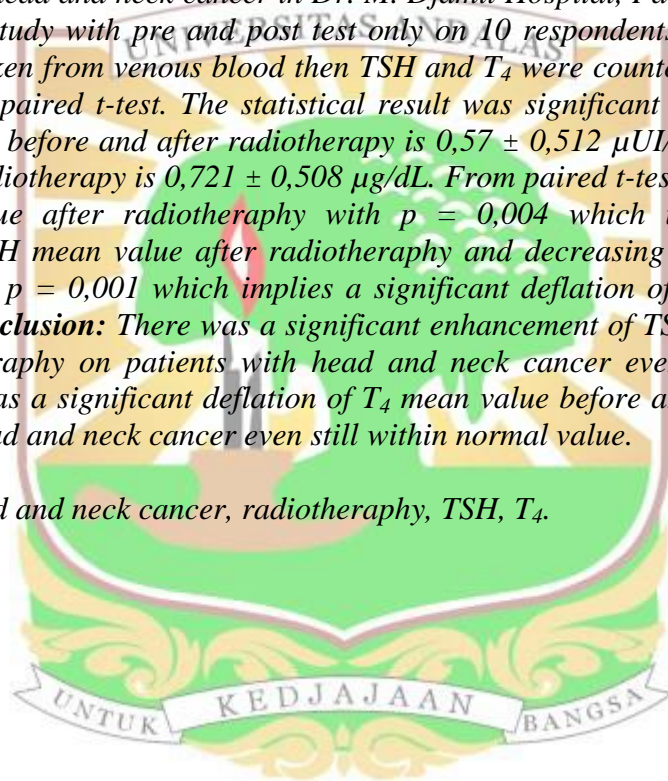 head and neck cancer in Dr. M. Djamil Hospital, Pa
study with pre and post test only on 10 respondents
UNIVERSITAS ANDALAS
ken from venous blood then TSH and T4 were counte
paired t-test. The statistical result was significant
before and after radiotherapy is 0,57 ± 0,512 µUI/
diotherapy is 0,721 ± 0,508 µg/dL. From paired t-tes
ue after radiotheraphy with p = 0,004 which i
H mean value after radiotheraphy and decreasing
p = 0,001 which implies a significant deflation of
clusion: There was a significant enhancement of TS
raphy on patients with head and neck cancer eve
as a significant deflation of T4 mean value before a
ad and neck cancer even still within normal value.
d and neck cancer, radiotheraphy, TSH, T4.
UNTUK KEDJAJAAN BANGSA